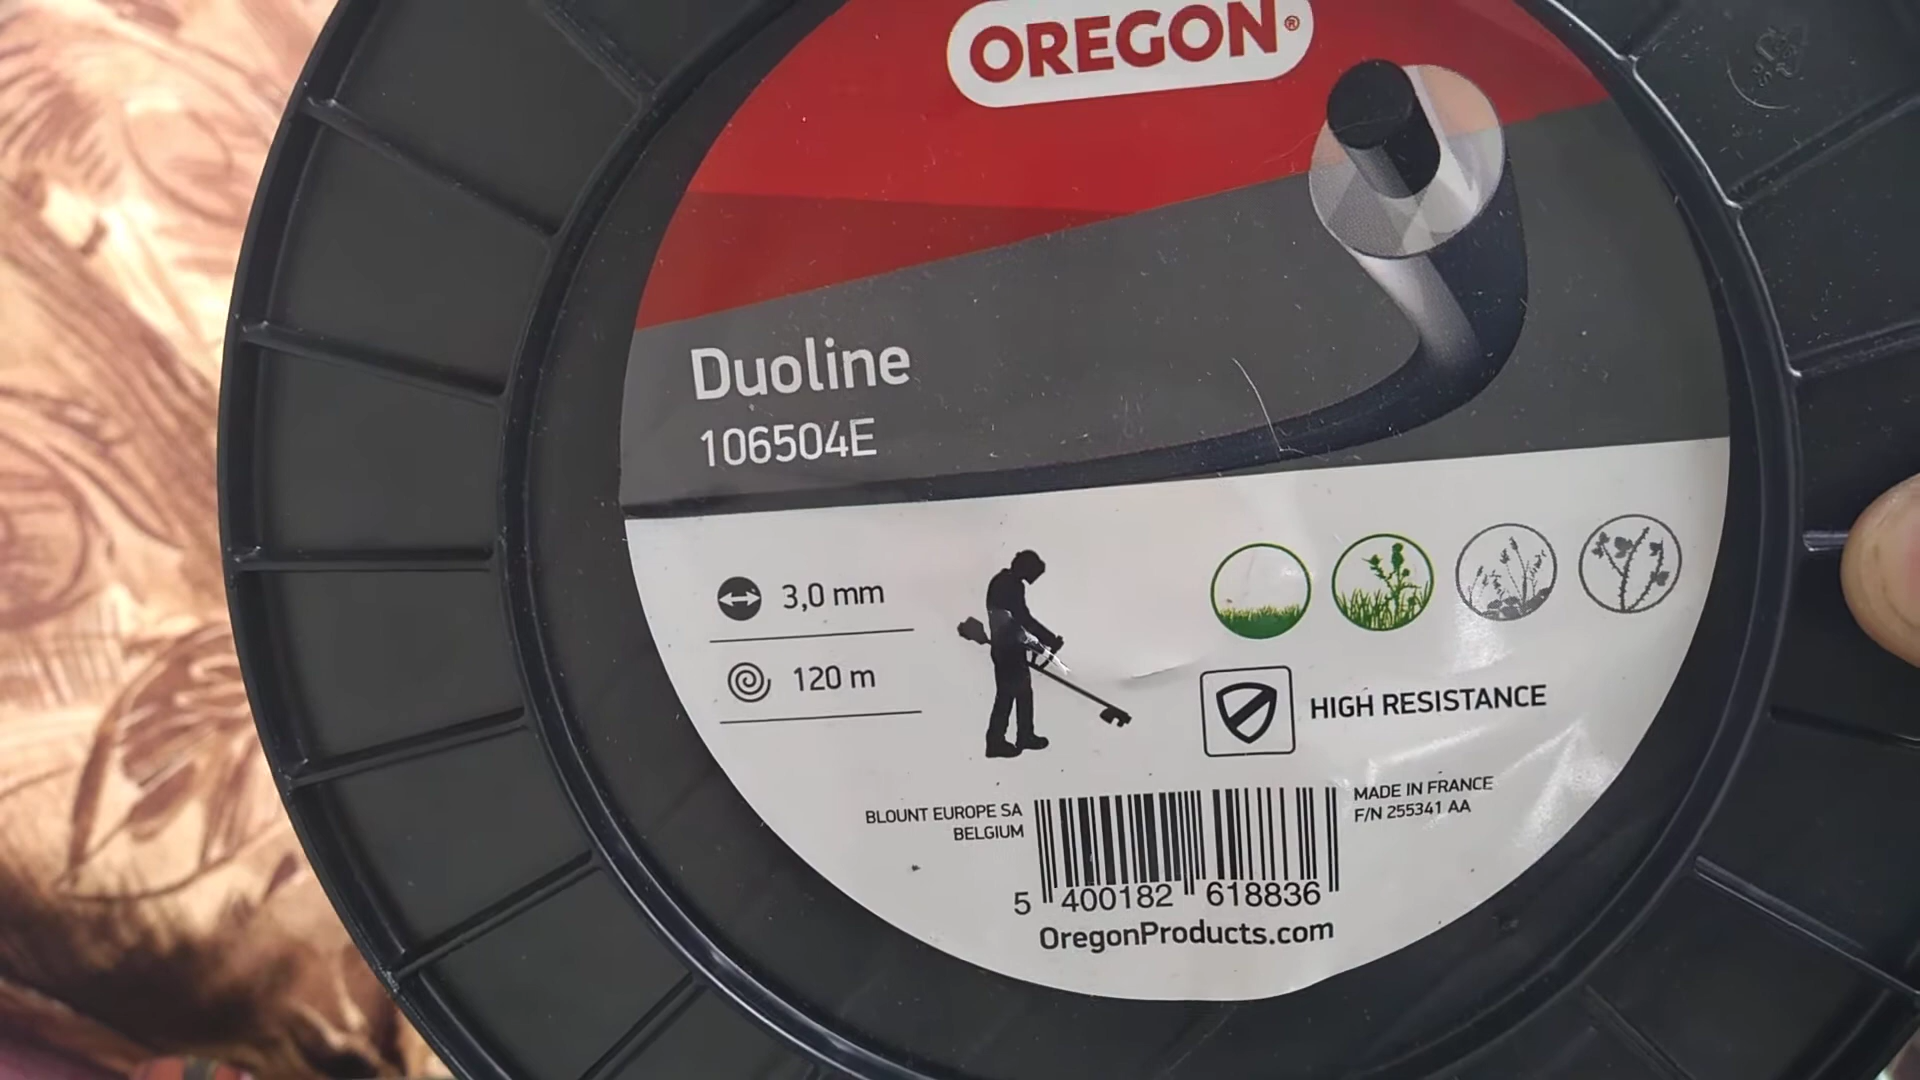 OREGON®
Duoline
106504E
3,0 mm
120 m
HIGH RESISTANCE
BLOUNT EUROPE SA
BELGIUM
MADE IN FRANCE
F/N 255341 AA
5 400182 618836
OregonProducts.com